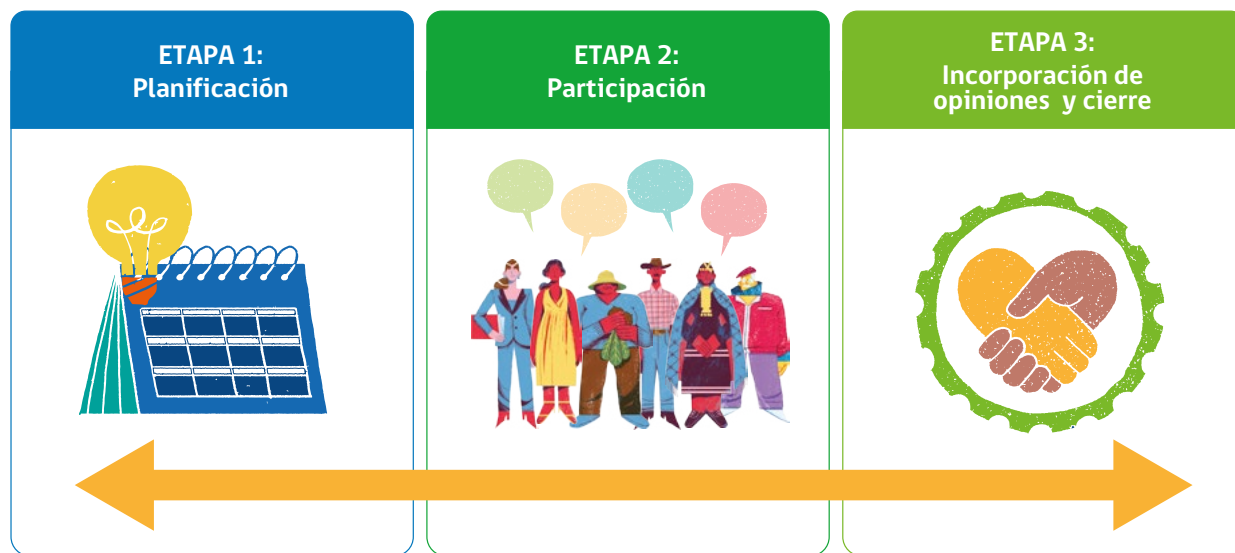 ETAPA 1:
Planificación
ETAPA 2:
Participación
ETAPA 3:
Incorporación de
opiniones y cierre